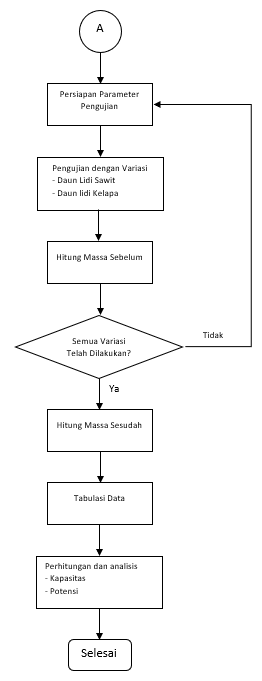 A
Persiapan Parameter
Pengujian
Pengujian dengan Variasi
- Daun Lidi Sawit
- Daun lidi Kelapa
Hitung Massa Sebelum
Semua Variasi
Telah Dilakukan?
Tidak
Ya
Hitung Massa Sesudah
Tabulasi Data
Perhitungan dan analisis
- Kapasitas
- Potensi
Selesai